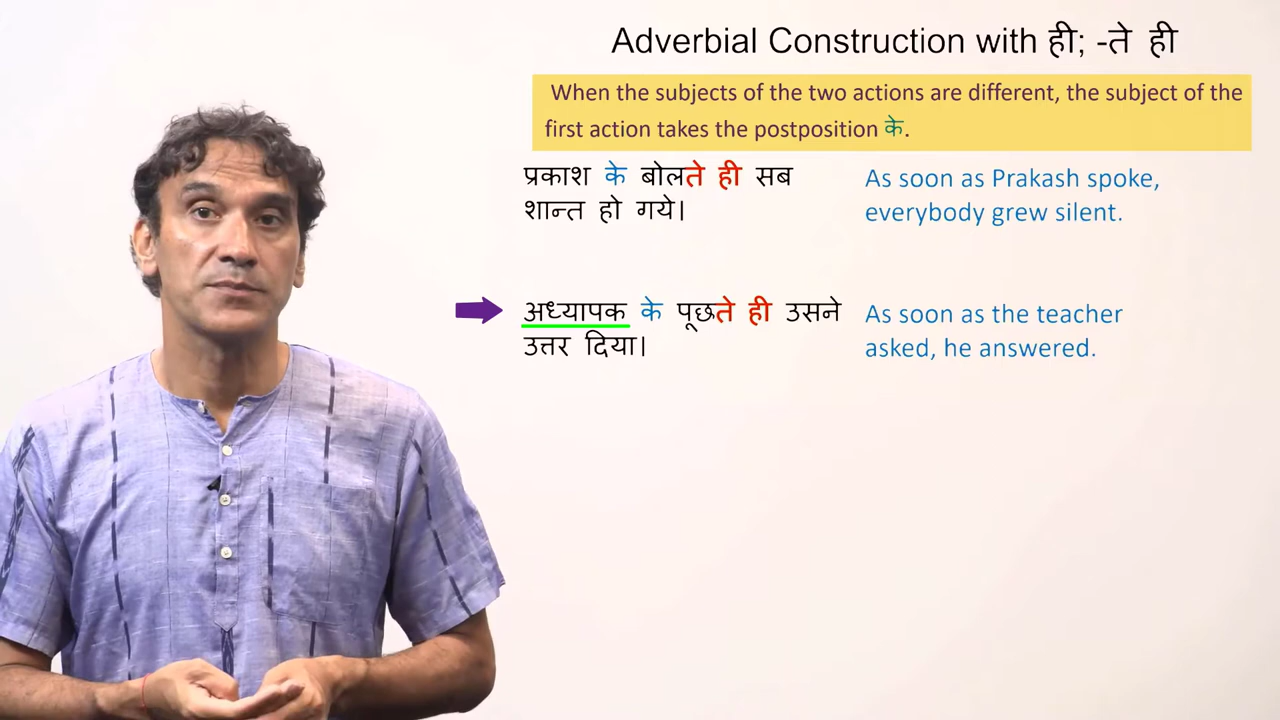 Adverbial Construction with ही; -ते ही
When the subjects of the two actions are different, the subject of the
first action takes the postposition के.
प्रकाश के बोलते ही सब
शान्त हो गये।
As soon as Prakash spoke,
everybody grew silent.
अध्यापक के पूछते ही उसने
उत्तर दिया।
As soon as the teacher
asked, he answered.